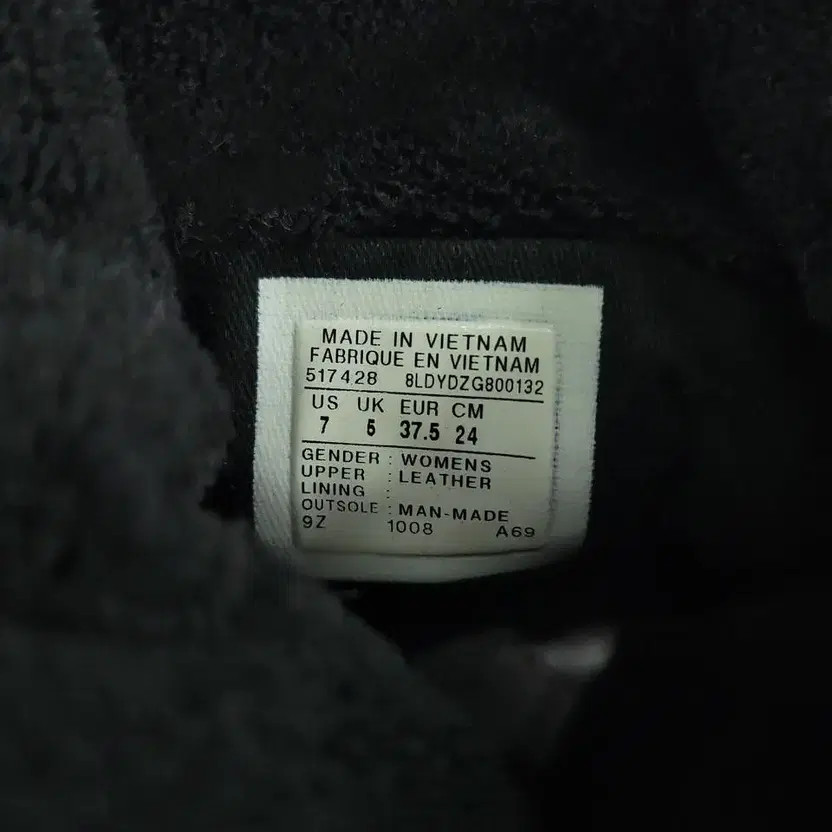 MADE IN VIETNAM
FABRIQUE EN VIETNAM
517428 8LDYDZG800132
US UK EUR CM
7 5 37.5 24
GENDER : WOMENS
UPPER : LEATHER
LINING :
OUTSOLE : MAN-MADE
9Z 1008 A69